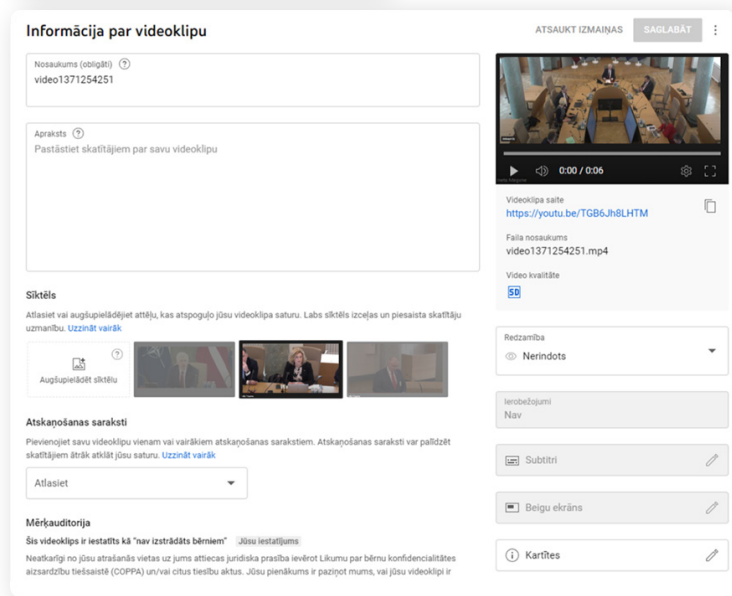 Informācija par videoklipu
ATSAUKT IZMAIŅAS
SAGLABĀT
Nosaukums (obligāti)
video1371254251
Apraksts
Pastāstiet skatītājiem par savu videoklipu
Sīktēls
Atlasiet vai augšupielādējiet attēlu, kas atspoguļo jūsu videoklipa saturu. Labs sīktēls izceļas un piesaista skatītāju
uzmanību. Uzzināt vairāk
Augšupielādēt sīktēlu
Atskaņošanas saraksti
Pievienojiet savu videoklipu vienam vai vairākiem atskaņošanas sarakstiem. Atskaņošanas saraksti var palīdzēt
skatītājiem ātrāk atklāt jūsu saturu. Uzzināt vairāk
Atlasiet
Mērķauditorija
Šis videoklips ir iestatīts kā "nav izstrādāts bērniem" Jūsu iestatījums
Neatkarīgi no jūsu atrašanās vietas uz jums attiecas juridiska prasība ievērot Likumu par bērnu konfidencialitātes
aizsardzību tiešsaistē (COPPA) un/vai citus tiesību aktus. Jūsu pienākums ir paziņot mums, vai jūsu videoklipi ir
0:00 / 0:06
Videoklipa saite
https://youtu.be/TGB6Jh8LHTM
Faila nosaukums
video1371254251.mp4
Video kvalitāte
SD
Redzamība
Nerindots
Ierobežojumi
Nav
Subtitri
Beigu ekrāns
Kartītes